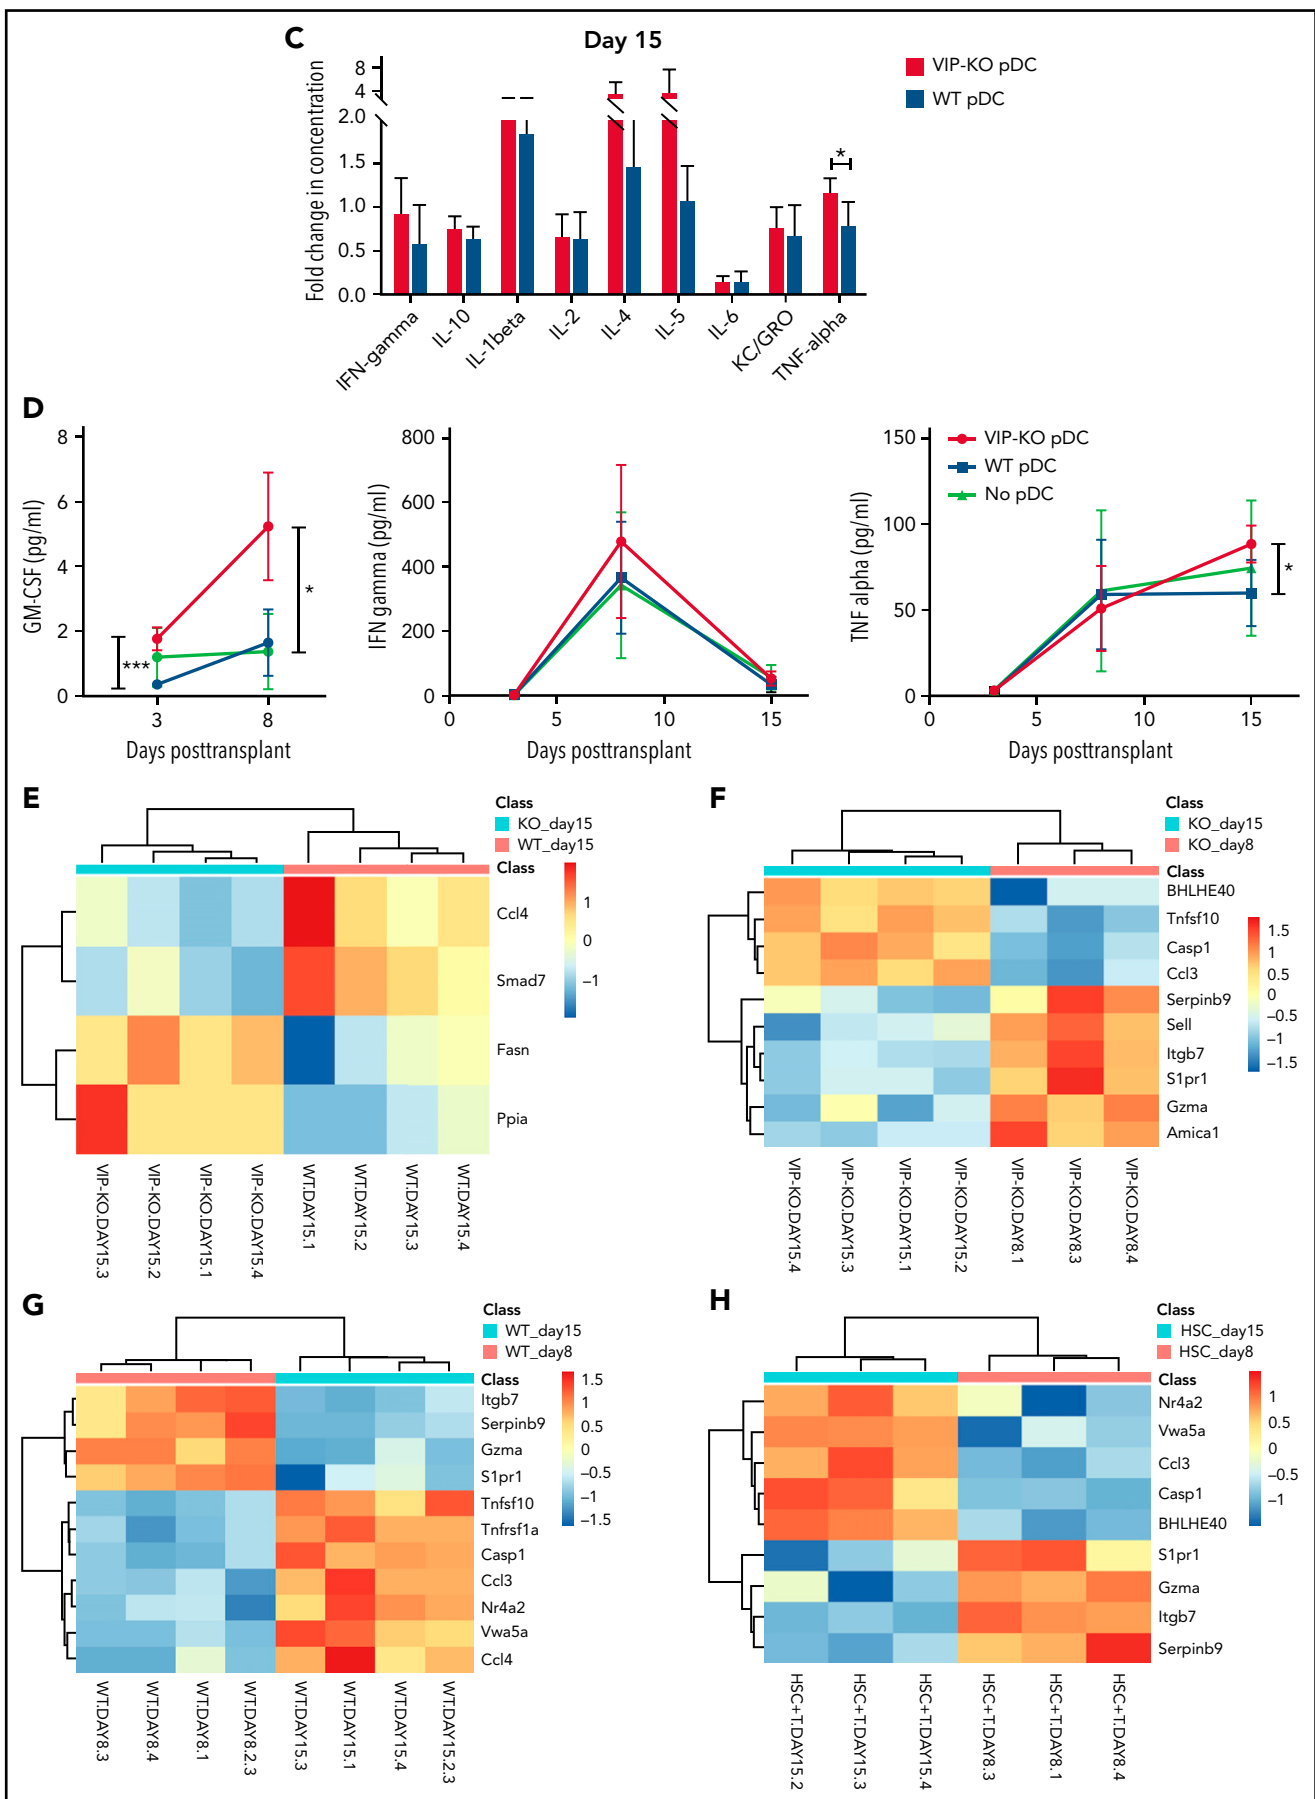 C
Day 15
VIP-KO pDC
WT pDC
Fold change in concentration
8
4
2.0
1.5
1.0
0.5
0.0
*
IFN-gamma
IL-10
IL-1beta
IL-2
IL-4
IL-5
IL-6
KC/GRO
TNF-alpha
D
GM-CSF (pg/ml)
8
6
4
2
0
***
*
3
8
Days posttransplant
IFN gamma (pg/ml)
800
600
400
200
0
0
5
10
15
Days posttransplant
TNF alpha (pg/ml)
150
100
50
0
VIP-KO pDC
WT pDC
No pDC
*
0
5
10
15
Days posttransplant
E
Class
KO_day15
WT_day15
Class
1
0
−1
Ccl4
Smad7
Fasn
Ppia
VIP-KO.DAY15.3
VIP-KO.DAY15.2
VIP-KO.DAY15.1
VIP-KO.DAY15.4
WT.DAY15.1
WT.DAY15.2
WT.DAY15.3
WT.DAY15.4
F
Class
KO_day15
KO_day8
Class
BHLHE40
Tnfsf10
Casp1
Ccl3
Serpinb9
Sell
Itgb7
S1pr1
Gzma
Amica1
1.5
1
0.5
0
−0.5
−1
−1.5
VIP-KO.DAY15.4
VIP-KO.DAY15.3
VIP-KO.DAY15.1
VIP-KO.DAY15.2
VIP-KO.DAY8.1
VIP-KO.DAY8.3
VIP-KO.DAY8.4
G
Class
WT_day15
WT_day8
Class
Itgb7
Serpinb9
Gzma
S1pr1
Tnfsf10
Tnfrsf1a
Casp1
Ccl3
Nr4a2
Vwa5a
Ccl4
1.5
1
0.5
0
−0.5
−1
−1.5
WT.DAY8.3
WT.DAY8.4
WT.DAY8.1
WT.DAY8.2.3
WT.DAY15.3
WT.DAY15.1
WT.DAY15.4
WT.DAY15.2.3
H
Class
HSC_day15
HSC_day8
Class
Nr4a2
Vwa5a
Ccl3
Casp1
BHLHE40
S1pr1
Gzma
Itgb7
Serpinb9
1
0.5
0
−0.5
−1
HSC+T.DAY15.2
HSC+T.DAY15.3
HSC+T.DAY15.4
HSC+T.DAY8.3
HSC+T.DAY8.1
HSC+T.DAY8.4